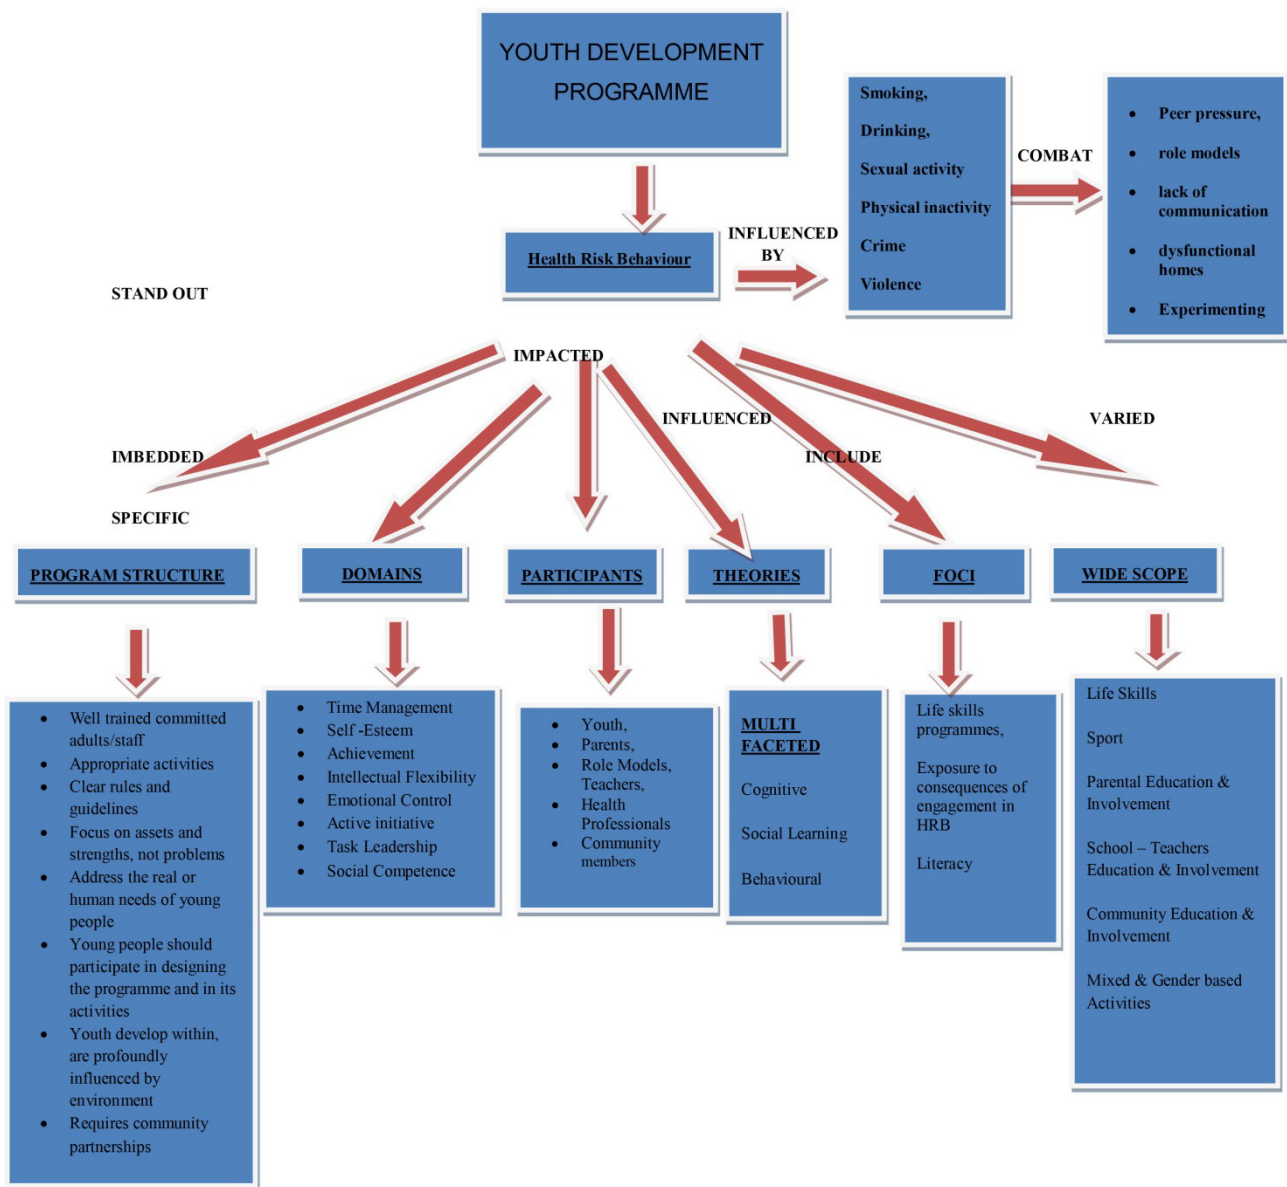 YOUTH DEVELOPMENT
PROGRAMME
Smoking,
Drinking,
Sexual activity
Physical inactivity
Crime
Violence
COMBAT
• Peer pressure,
• role models
• lack of
communication
• dysfunctional
homes
• Experimenting
INFLUENCED
BY
Health Risk Behaviour
STAND OUT
IMPACTED
INFLUENCED
VARIED
IMBEDDED
INCLUDE
SPECIFIC
PROGRAM STRUCTURE
DOMAINS
PARTICIPANTS
THEORIES
FOCI
WIDE SCOPE
• Well trained committed
adults/staff
• Appropriate activities
• Clear rules and
guidelines
• Focus on assets and
strengths, not problems
• Address the real or
human needs of young
people
• Young people should
participate in designing
the programme and in its
activities
• Youth develop within,
are profoundly
influenced by
environment
• Requires community
partnerships
• Time Management
• Self -Esteem
• Achievement
• Intellectual Flexibility
• Emotional Control
• Active initiative
• Task Leadership
• Social Competence
• Youth,
• Parents,
• Role Models,
Teachers,
• Health
Professionals
• Community
members
MULTI
FACETED
Cognitive
Social Learning
Behavioural
Life skills
programmes,
Exposure to
consequences of
engagement in
HRB
Literacy
Life Skills
Sport
Parental Education &
Involvement
School – Teachers
Education & Involvement
Community Education &
Involvement
Mixed & Gender based
Activities